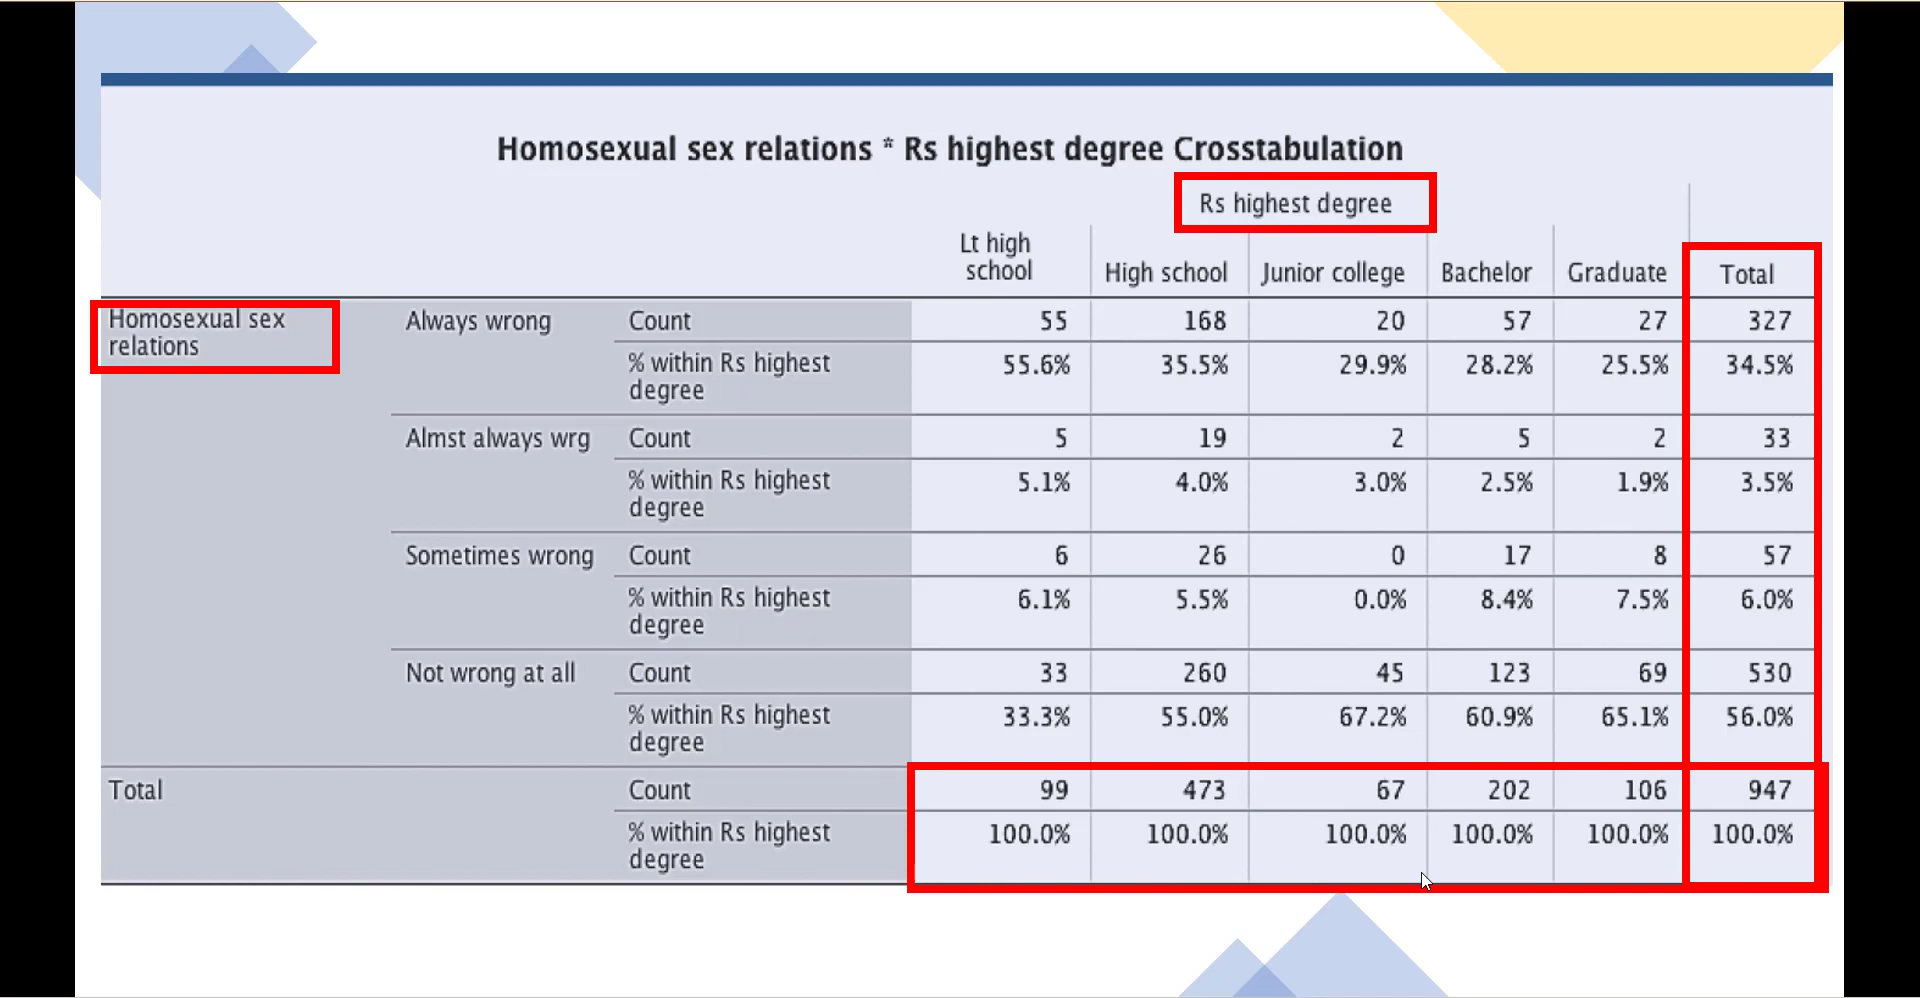 Homosexual sex relations * Rs highest degree Crosstabulation
Rs highest degree
Lt high
school
High school Junior college Bachelor Graduate Total
Homosexual sex
relations
Always wrong Count 55 168 20 57 27 327
% within Rs highest
degree
55.6% 35.5% 29.9% 28.2% 25.5% 34.5%
Almst always wrg Count 5 19 2 5 2 33
% within Rs highest
degree
5.1% 4.0% 3.0% 2.5% 1.9% 3.5%
Sometimes wrong Count 6 26 0 17 8 57
% within Rs highest
degree
6.1% 5.5% 0.0% 8.4% 7.5% 6.0%
Not wrong at all Count 33 260 45 123 69 530
% within Rs highest
degree
33.3% 55.0% 67.2% 60.9% 65.1% 56.0%
Total Count 99 473 67 202 106 947
% within Rs highest
degree
100.0% 100.0% 100.0% 100.0% 100.0% 100.0%